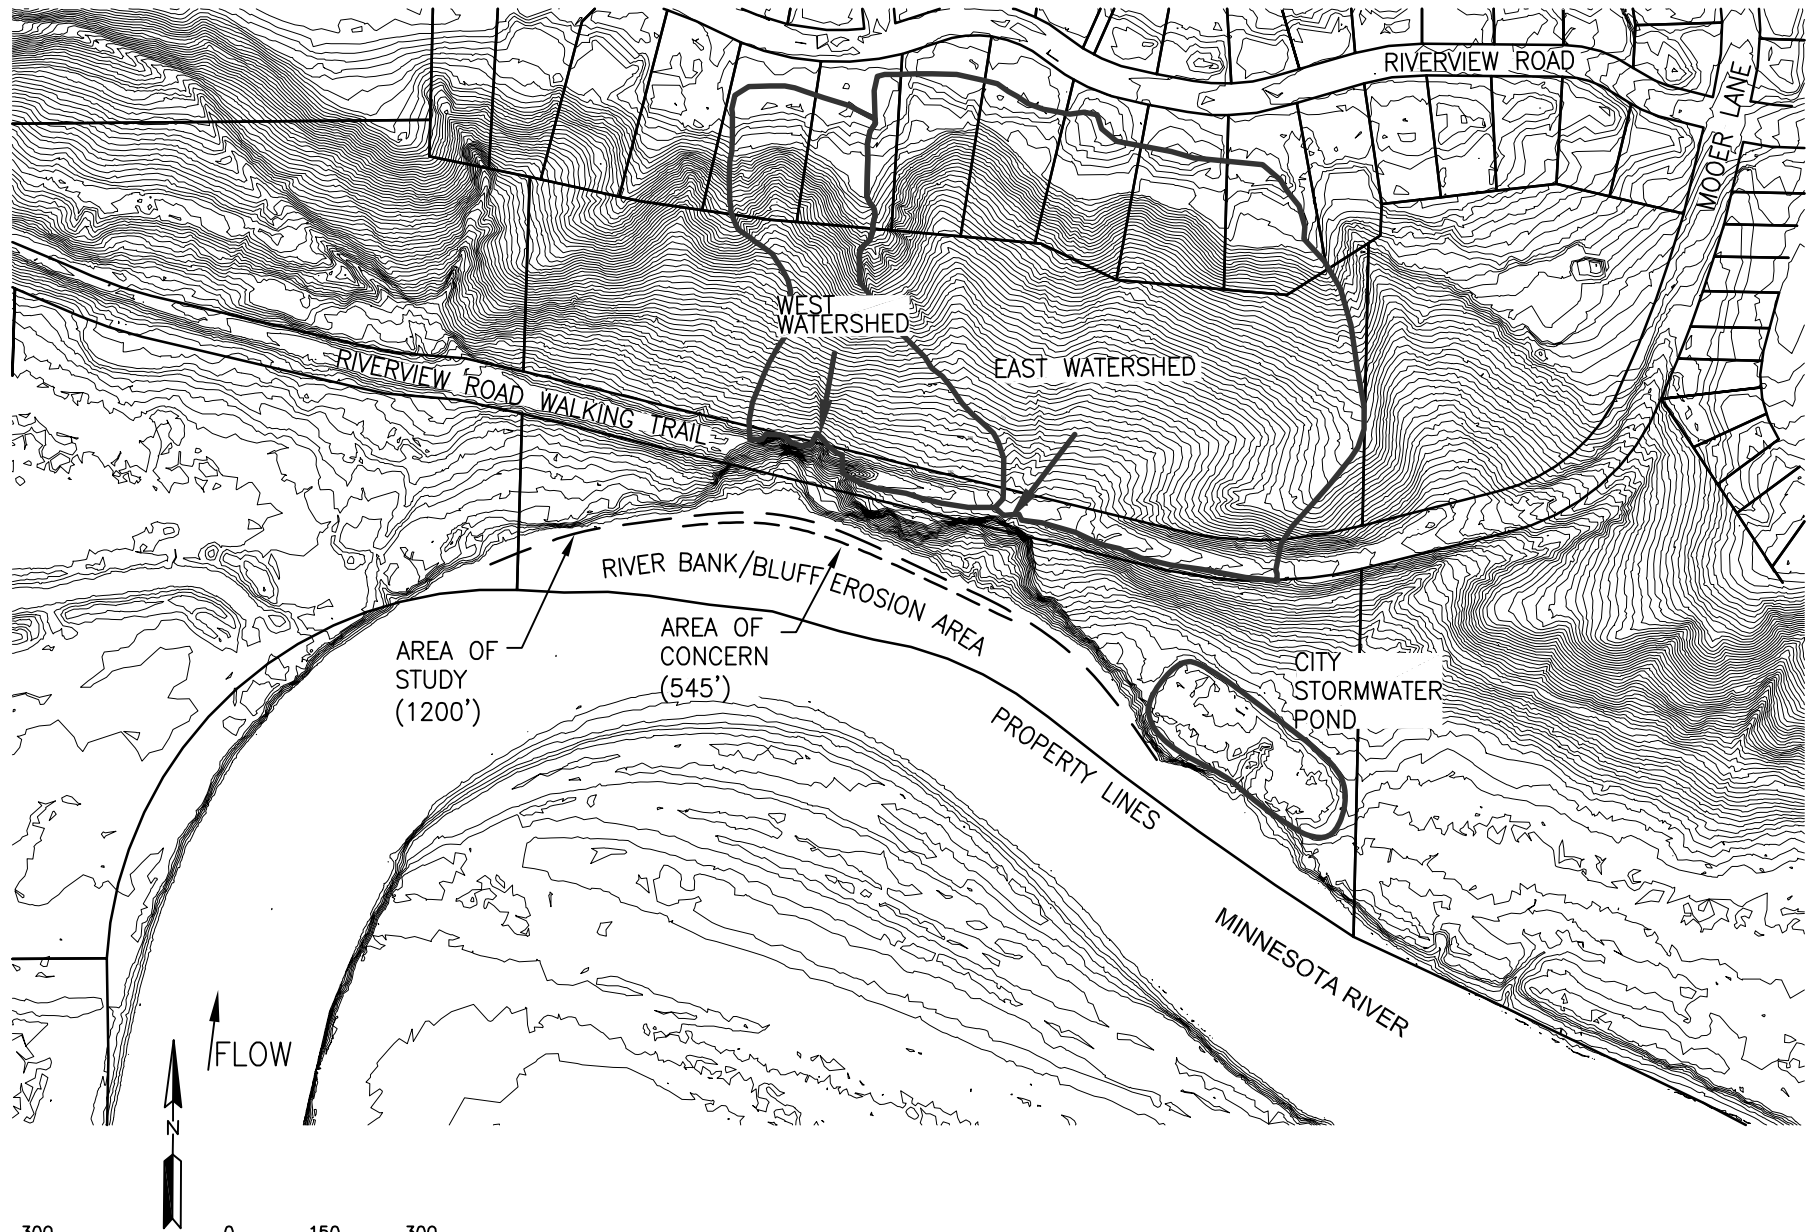 RIVERVIEW ROAD
MOOER LANE
WEST
WATERSHED
EAST WATERSHED
RIVERVIEW ROAD WALKING TRAIL
RIVER BANK/BLUFF EROSION AREA
AREA OF
STUDY
(1200')
AREA OF
CONCERN
(545')
CITY
STORMWATER
POND
PROPERTY LINES
MINNESOTA RIVER
FLOW
N
300 0 150 300